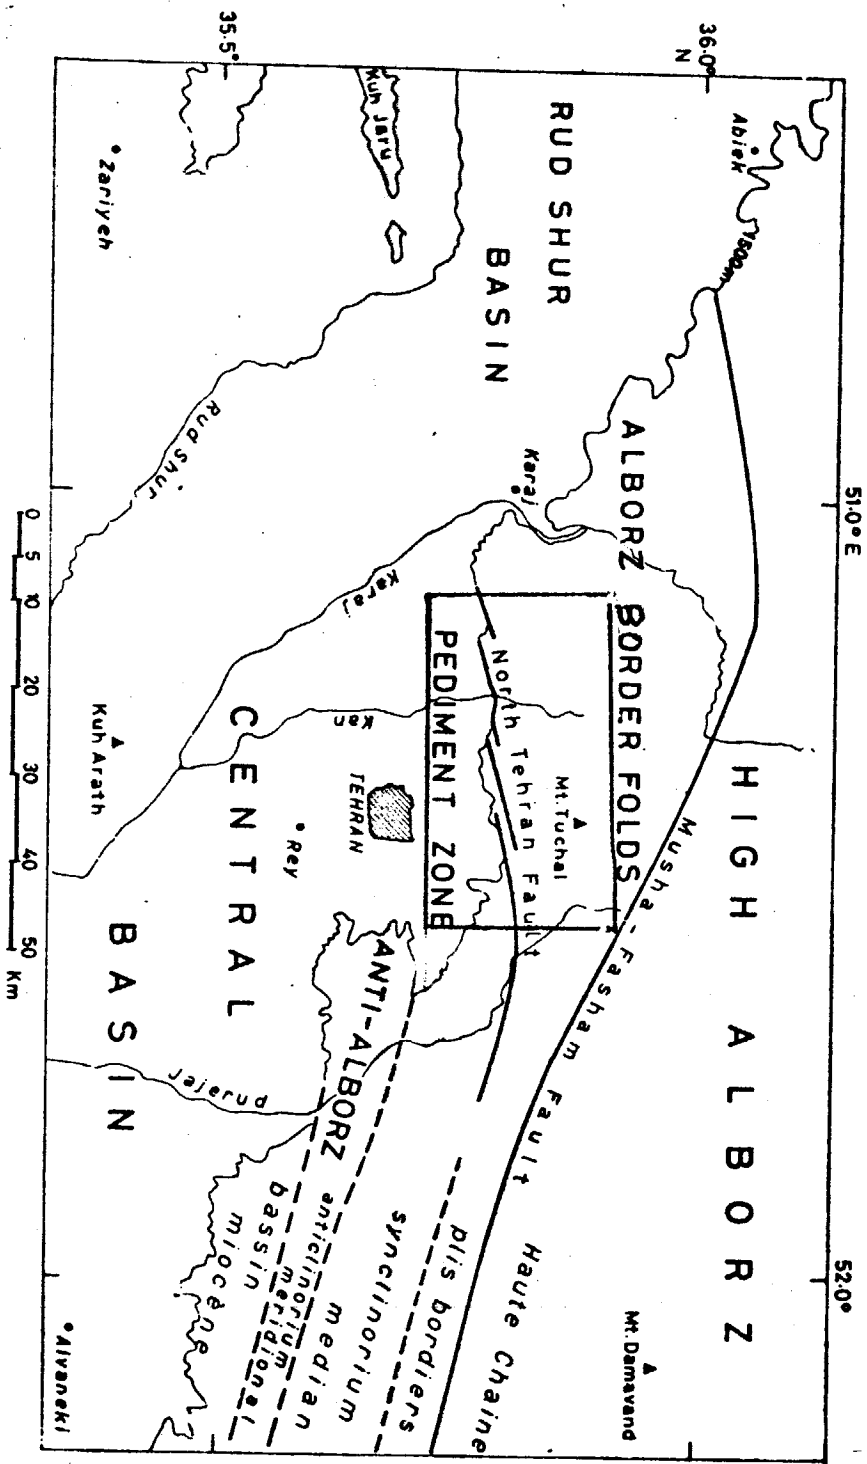 51.0° E
52.0°
36.0°
N
35.5°
Abiek
1500m
HIGH ALBORZ
Mt. Damavand
ALBORZ BORDER FOLDS
Musha - Fasham Fault
Haute Chaine
RUD SHUR
BASIN
Karaj
Mt. Tuchal
North Tehran Fault
PEDIMENT ZONE
plis bordiers
synclinorium median
anticlinorium meridional
bassin miocène
ANTI-ALBORZ
Kuh Jaru
Karaj
Kan
TEHRAN
Rey
Rud Shur
CENTRAL
BASIN
Jajerud
Zariyeh
Kuh Arath
Aivaneki
0 5 10 20 30 40 50 Km